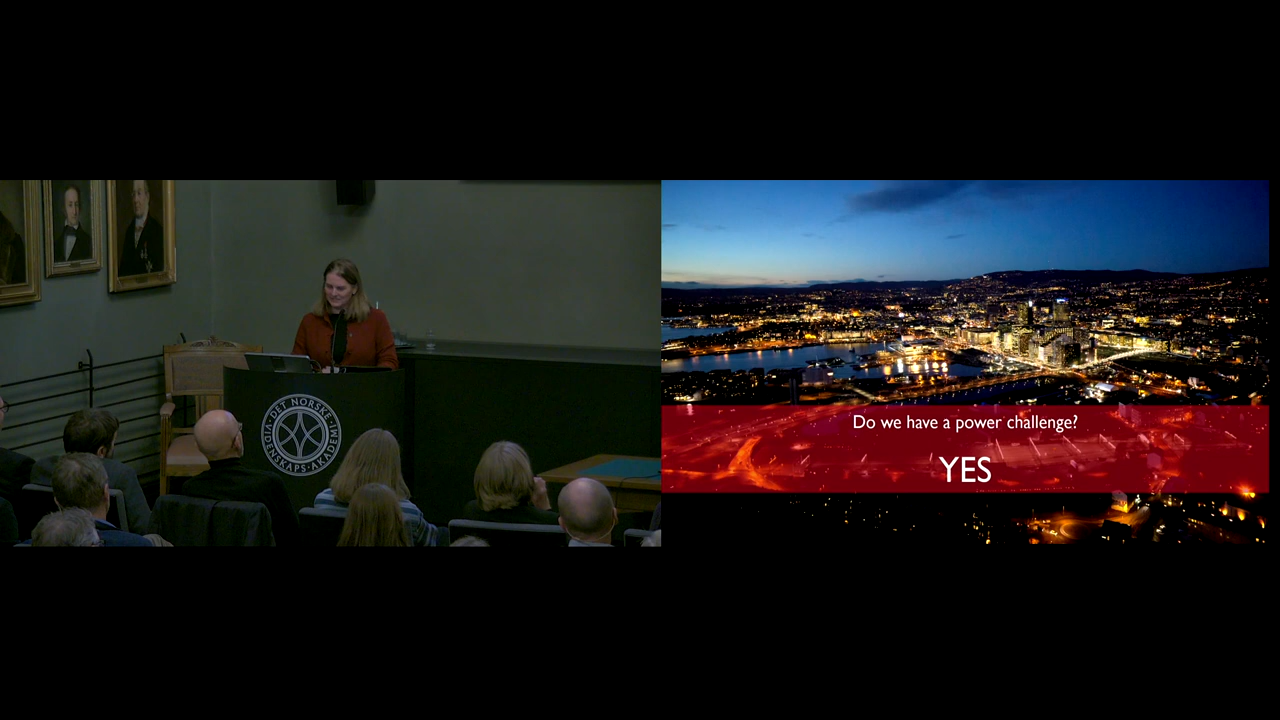 DET NORSKE
VIDENSKAPS-AKADEMI
Do we have a power challenge?
YES